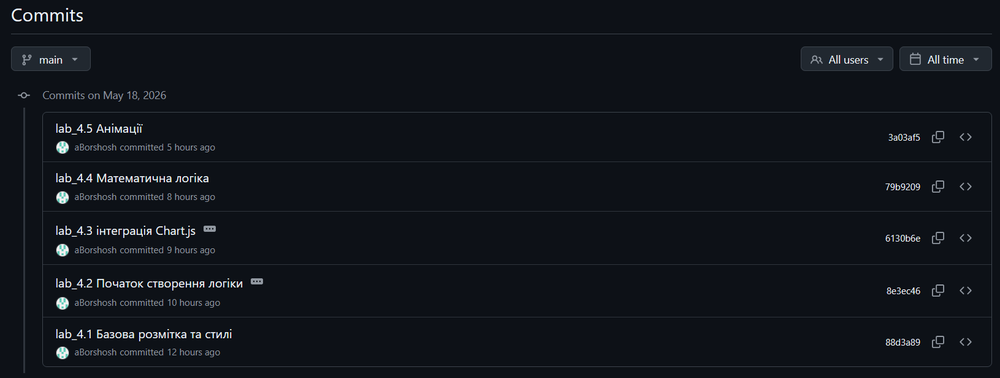 Commits
main
All users
All time
Commits on May 18, 2026
lab_4.5 Анімації
aBorshosh committed 5 hours ago
3a03af5
lab_4.4 Математична логіка
aBorshosh committed 8 hours ago
79b9209
lab_4.3 інтеграція Chart.js
aBorshosh committed 9 hours ago
6130b6e
lab_4.2 Початок створення логіки
aBorshosh committed 10 hours ago
8e3ec46
lab_4.1 Базова розмітка та стилі
aBorshosh committed 12 hours ago
88d3a89